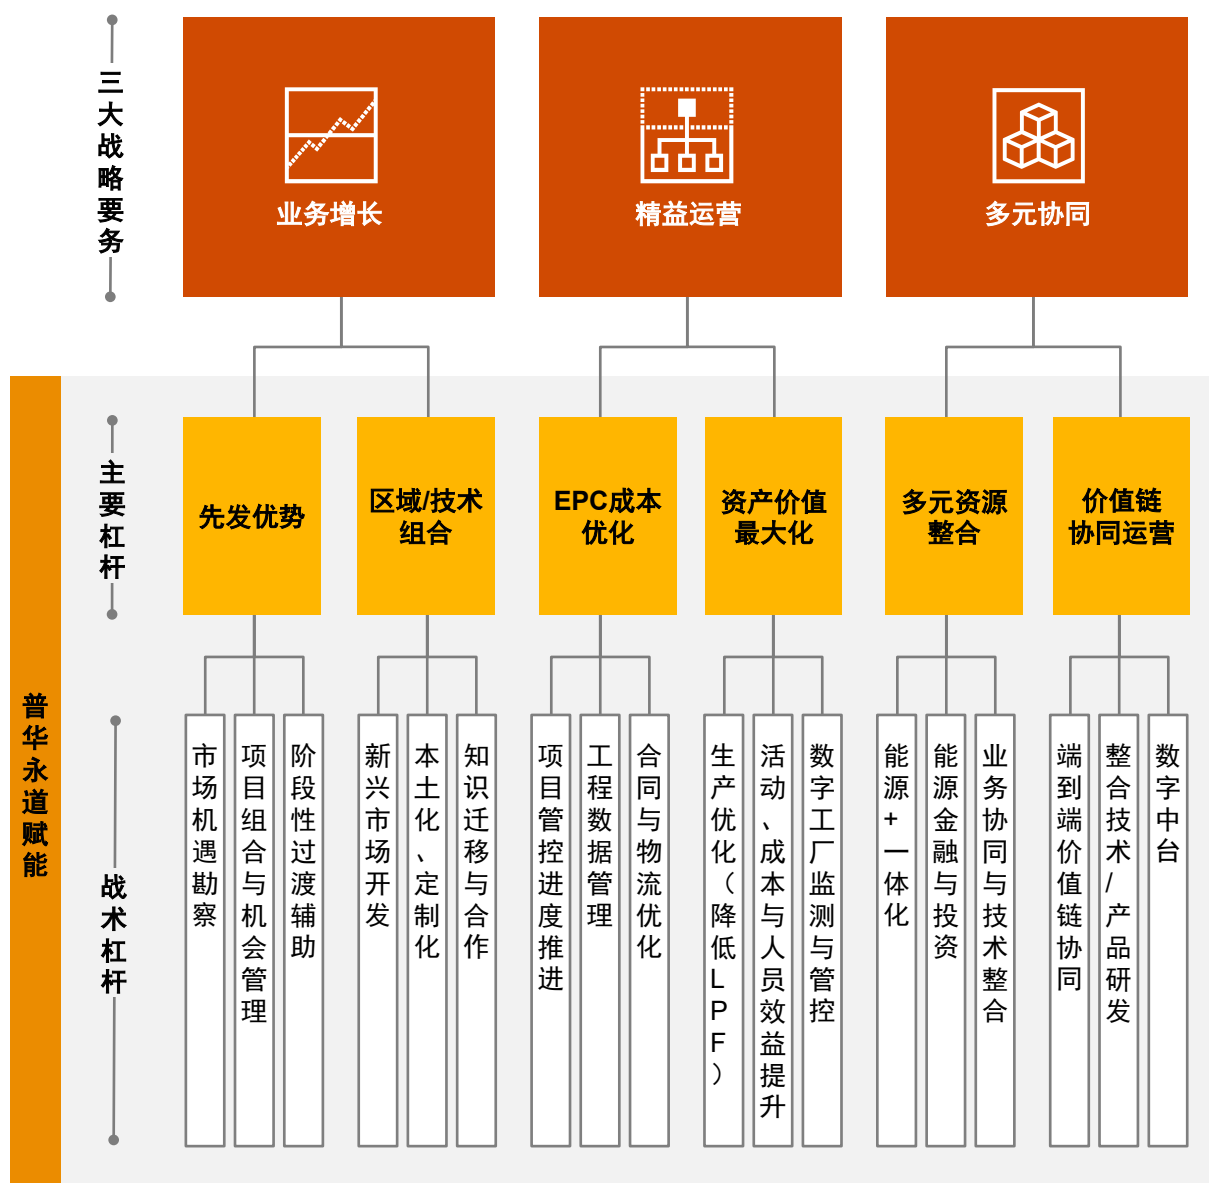 三大战略要务
业务增长
精益运营
多元协同
普华永道赋能
主要杠杆
先发优势
区域/技术
组合
EPC成本
优化
资产价值
最大化
多元资源
整合
价值链
协同运营
战术杠杆
市场机遇勘察
项目组合与机会管理
阶段性过渡辅助
新兴市场开发
本土化、定制化
知识迁移与合作
项目管控进度推进
工程数据管理
合同与物流优化
生产优化（降低LPF）
活动、成本与人员效益提升
数字工厂监测与管控
能源+一体化
能源金融与投资
业务协同与技术整合
端到端价值链协同
整合技术/产品研发
数字中台